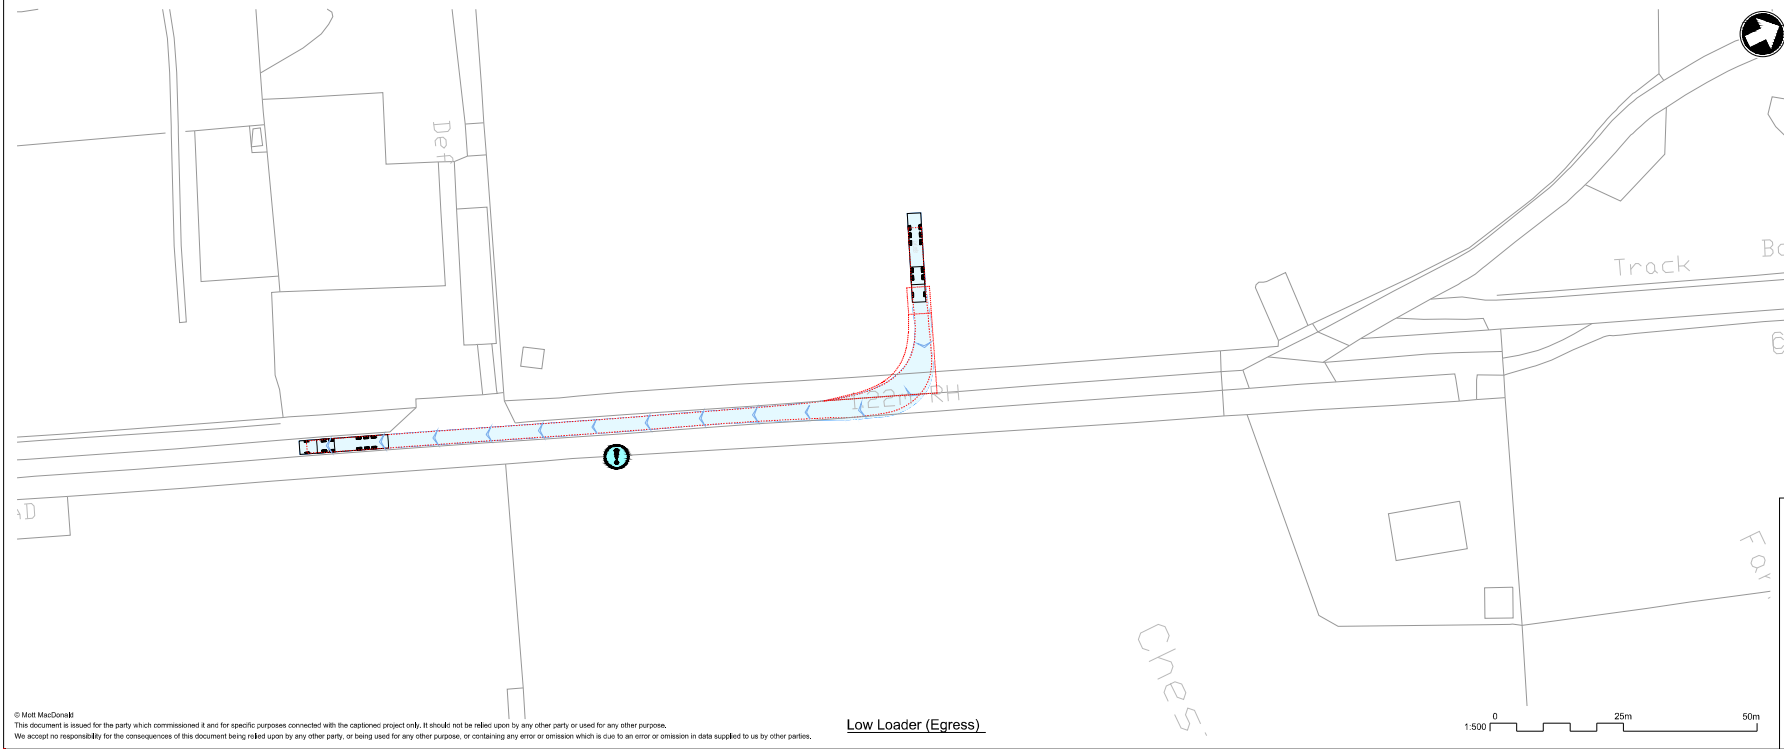 Def
Track
1.22m RH
© Mott MacDonald
This document is issued for the party which commissioned it and for specific purposes connected with the captioned project only. It should not be relied upon by any other party or used for any other purpose.
We accept no responsibility for the consequences of this document being relied upon by any other party, or being used for any other purpose, or containing any error or omission which is due to an error or omission in data supplied to us by other parties.
Low Loader (Egress)
Ches
1:500
0 25m 50m